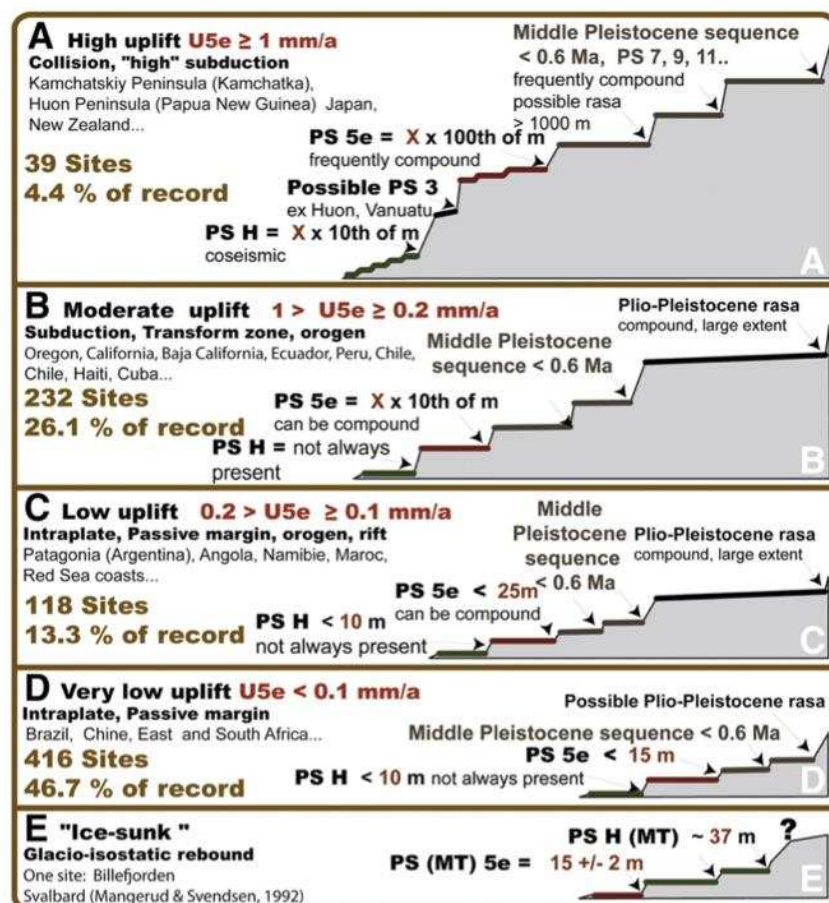 A High uplift U5e ≥ 1 mm/a
Collision, "high" subduction
Kamchatskiy Peninsula (Kamchatka),
Huon Peninsula (Papua New Guinea) Japan,
New Zealand...
39 Sites
4.4 % of record
Middle Pleistocene sequence
< 0.6 Ma, PS 7, 9, 11..
frequently compound
possible rasa
> 1000 m
PS 5e = X x 100th of m
frequently compound
Possible PS 3
ex Huon, Vanuatu
PS H = X x 10th of m
coseismic
A
B Moderate uplift 1 > U5e ≥ 0.2 mm/a
Subduction, Transform zone, orogen
Oregon, California, Baja California, Ecuador, Peru, Chile,
Chile, Haiti, Cuba...
232 Sites
26.1 % of record
Plio-Pleistocene rasa
compound, large extent
Middle Pleistocene
sequence < 0.6 Ma
PS 5e = X x 10th of m
can be compound
PS H = not always
present
B
C Low uplift 0.2 > U5e ≥ 0.1 mm/a
Intraplate, Passive margin, orogen, rift
Patagonia (Argentina), Angola, Namibie, Maroc,
Red Sea coasts...
118 Sites
13.3 % of record
Middle
Pleistocene
sequence
< 0.6 Ma
Plio-Pleistocene rasa
compound, large extent
PS 5e < 25m
can be compound
PS H < 10 m
not always present
C
D Very low uplift U5e < 0.1 mm/a
Intraplate, Passive margin
Brazil, Chine, East and South Africa...
416 Sites
46.7 % of record
Possible Plio-Pleistocene rasa
Middle Pleistocene sequence < 0.6 Ma
PS 5e < 15 m
PS H < 10 m not always present
D
E "Ice-sunk "
Glacio-isostatic rebound
One site: Billefjorden
Svalbard (Mangerud & Svendsen, 1992)
PS H (MT) ~ 37 m
?
PS (MT) 5e = 15 +/- 2 m
E